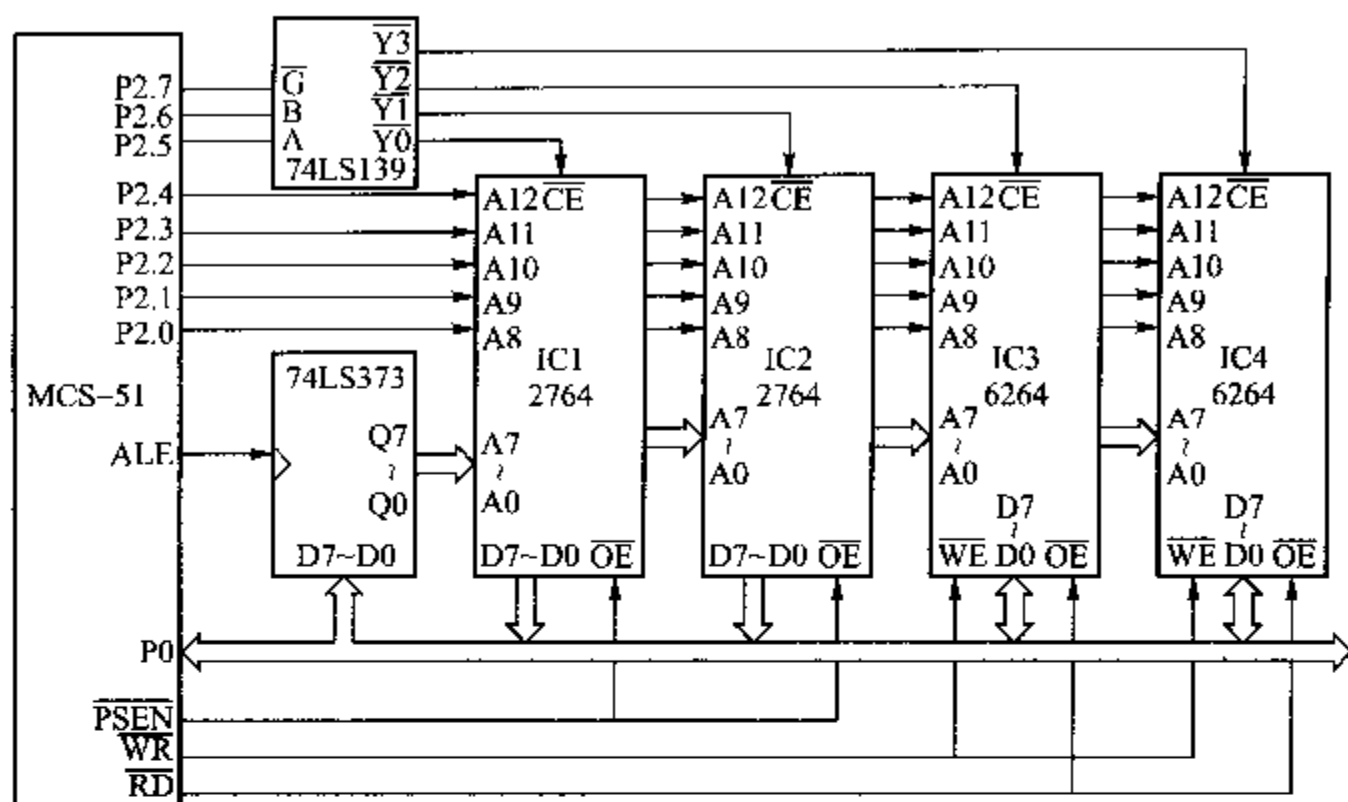 MCS-51
P2.7
P2.6
P2.5
P2.4
P2.3
P2.2
P2.1
P2.0
ALE
P0
PSEN
WR
RD
G
B
A
Y3
Y2
Y1
Y0
74LS139
74LS373
Q7
~
Q0
D7~D0
A12 CE
A11
A10
A9
A8
IC1
2764
A7
~
A0
D7~D0 OE
A12 CE
A11
A10
A9
A8
IC2
2764
A7
~
A0
D7~D0 OE
A12 CE
A11
A10
A9
A8
IC3
6264
A7
~
A0
D7
~
WE D0 OE
A12 CE
A11
A10
A9
A8
IC4
6264
A7
~
A0
D7
~
WE D0 OE